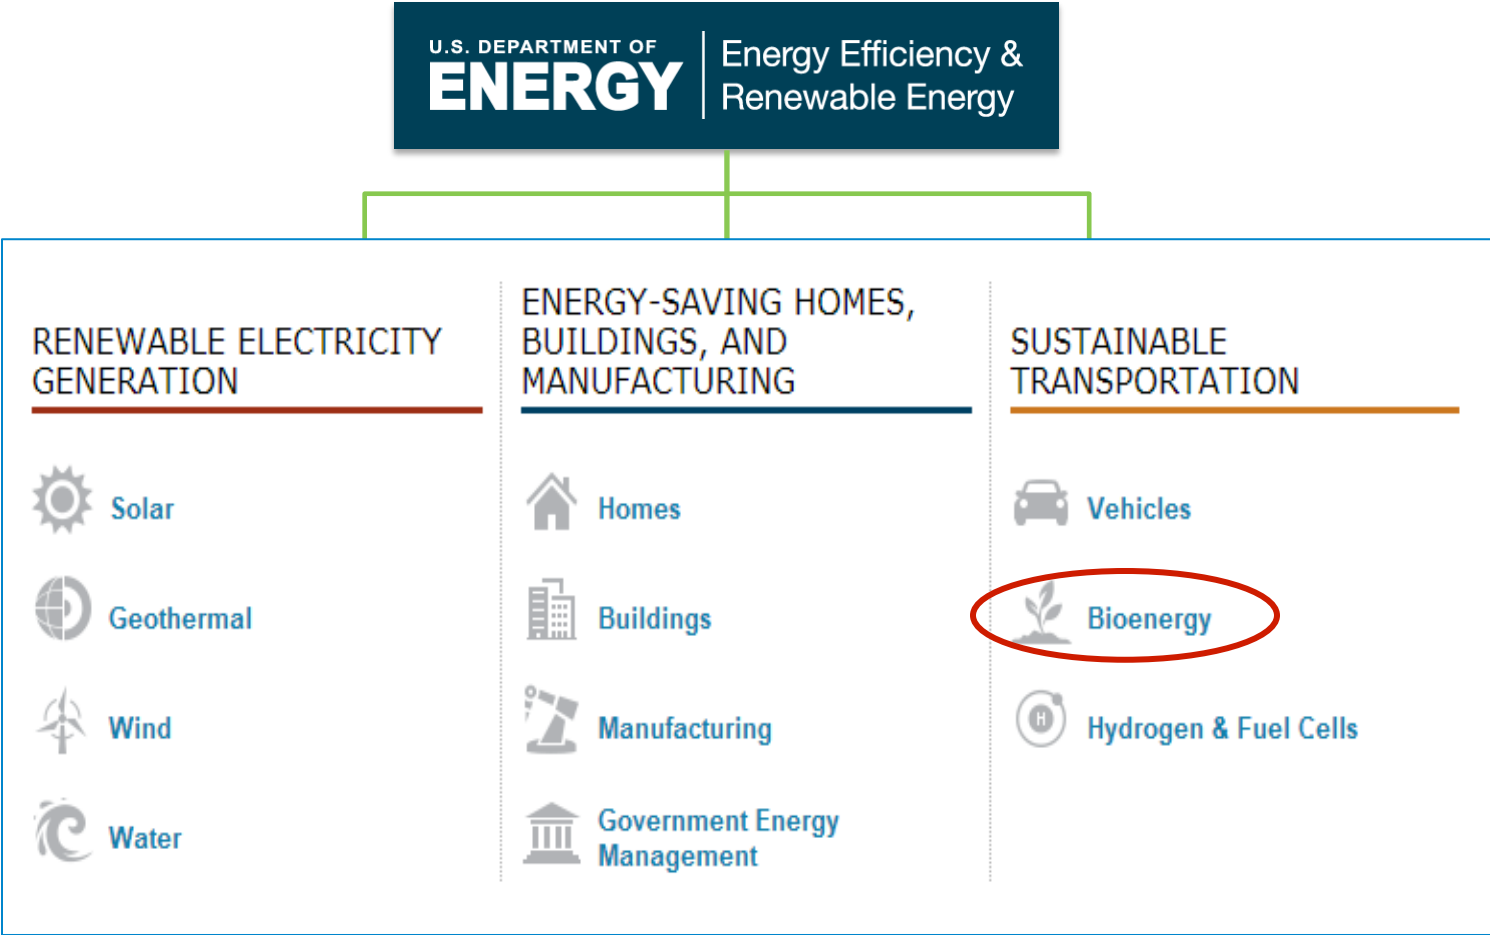 U.S. DEPARTMENT OF
ENERGY
Energy Efficiency &
Renewable Energy
RENEWABLE ELECTRICITY
GENERATION
Solar
Geothermal
Wind
Water
ENERGY-SAVING HOMES,
BUILDINGS, AND
MANUFACTURING
Homes
Buildings
Manufacturing
Government Energy
Management
SUSTAINABLE
TRANSPORTATION
Vehicles
Bioenergy
H
Hydrogen & Fuel Cells